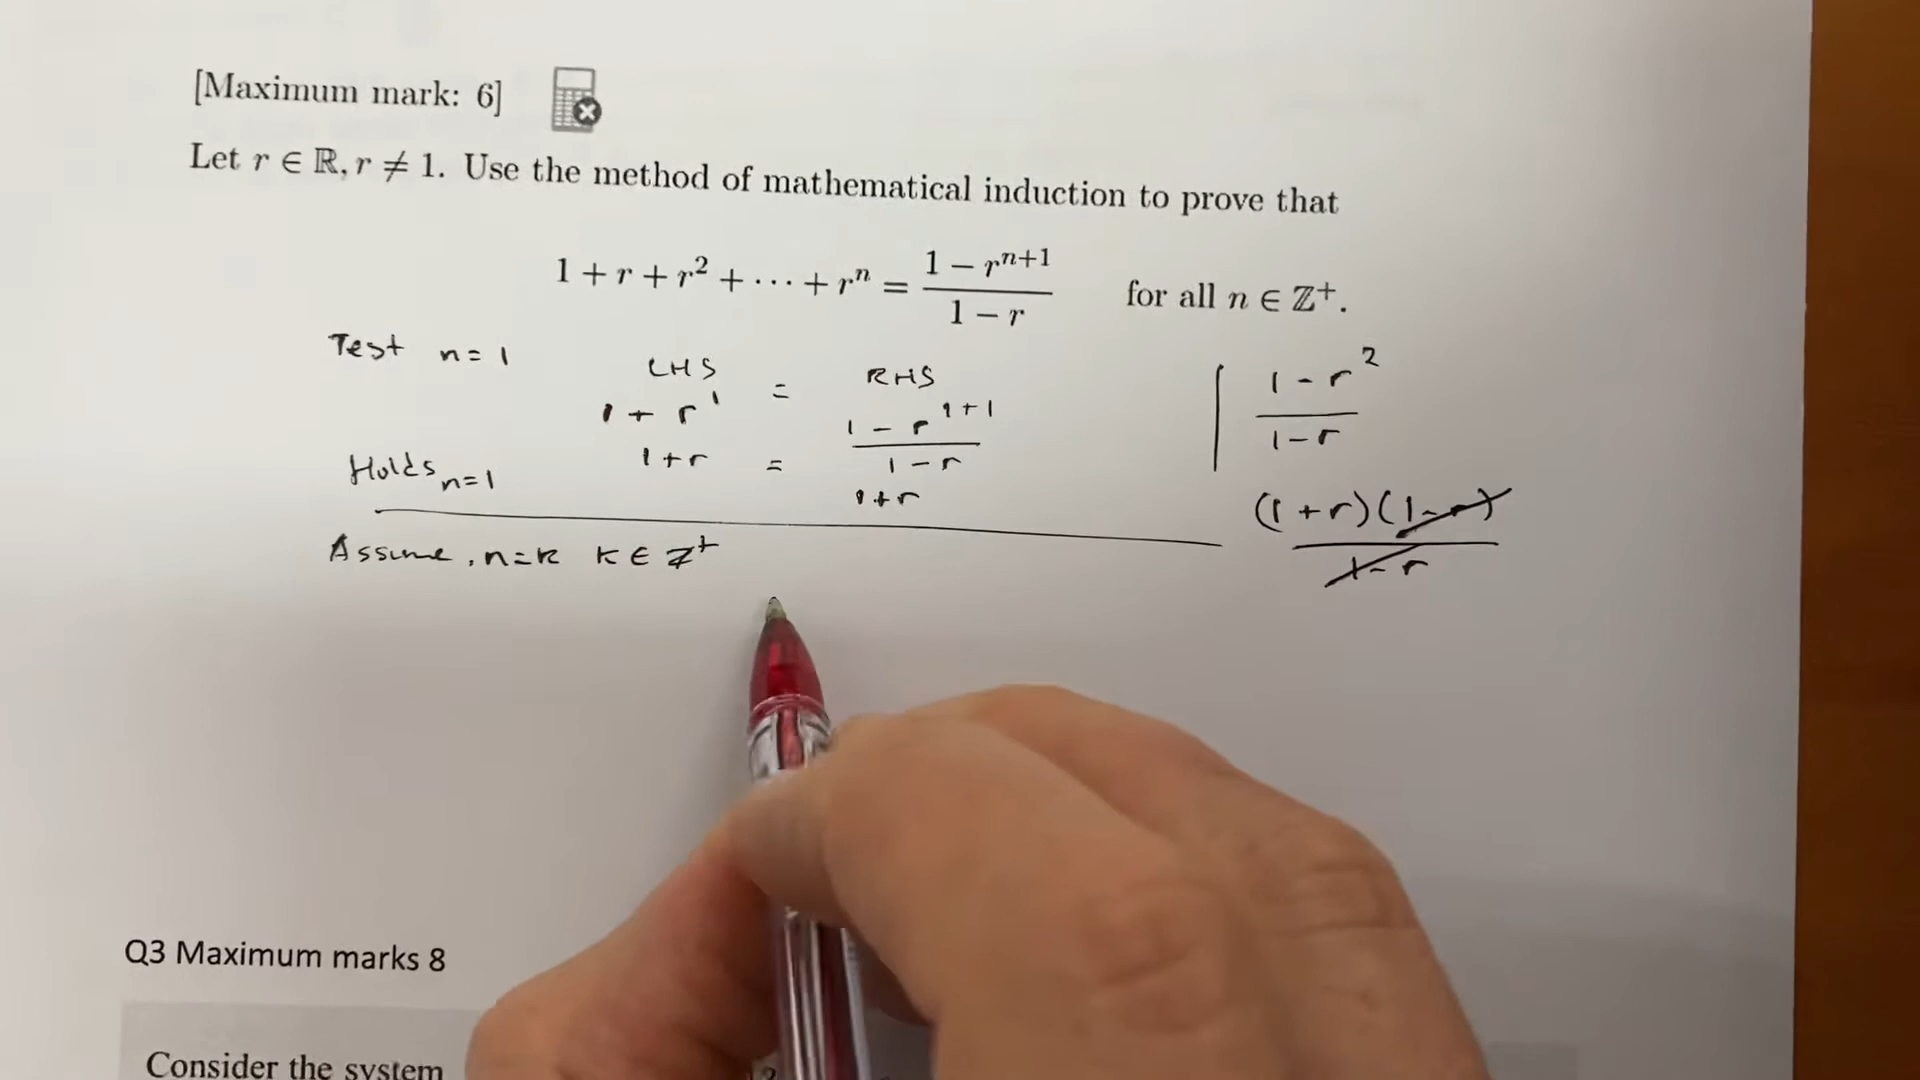 [Maximum mark: 6]
Let r ∈ ℝ, r ≠ 1. Use the method of mathematical induction to prove that
1 + r + r² + ⋯ + rⁿ = (1 − rⁿ⁺¹)/(1 − r) for all n ∈ ℤ⁺.
Test n = 1
LHS = RHS
1 + r¹
(1 − r¹⁺¹)/(1 − r)
1 + r = 1 + r
Holds n=1
(1 − r²)/(1 − r)
(1 + r)(1 − r)/(1 − r)
Assume, n = k k ∈ Z⁺
Q3 Maximum marks 8
Consider the system